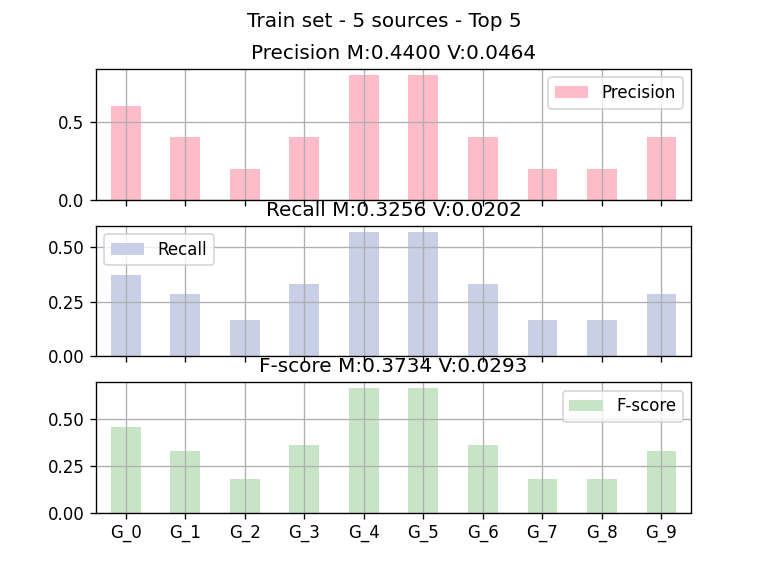 Train set - 5 sources - Top 5
Precision M:0.4400 V:0.0464
Precision
0.5
0.0
Recall M:0.3256 V:0.0202
Recall
0.50
0.25
0.00
F-score M:0.3734 V:0.0293
F-score
0.50
0.25
0.00
G_0 G_1 G_2 G_3 G_4 G_5 G_6 G_7 G_8 G_9